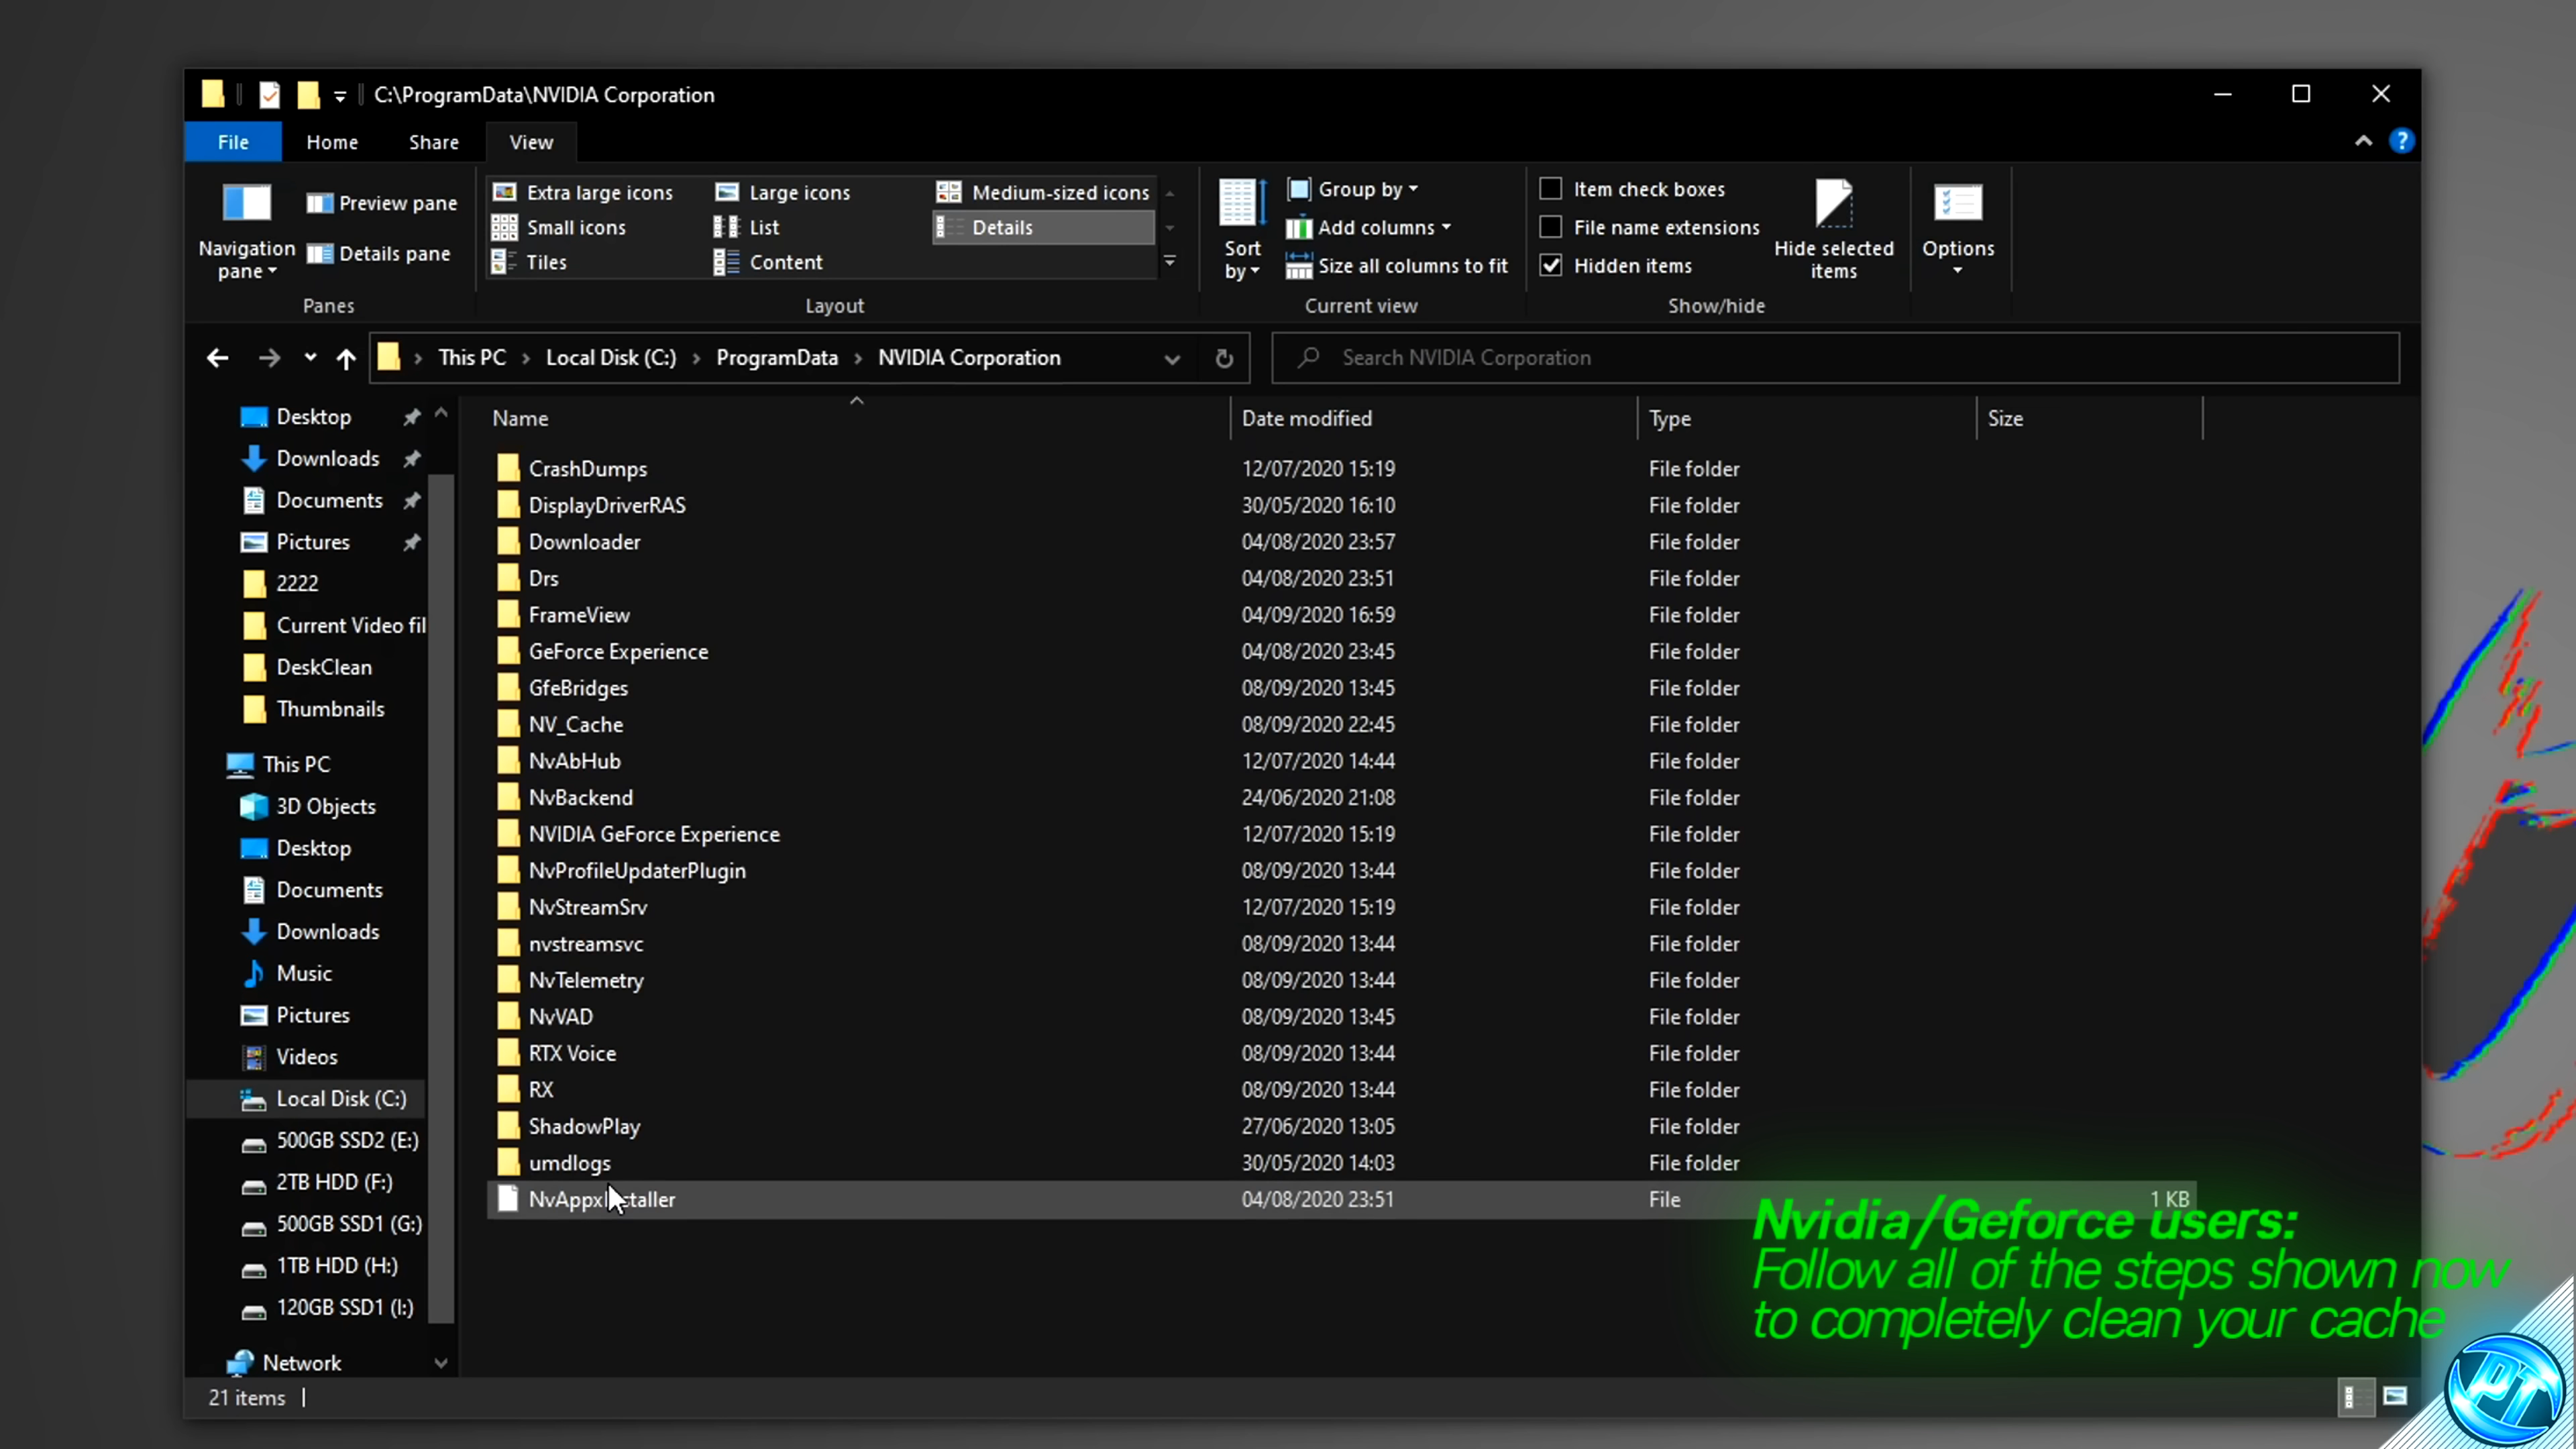 C:\ProgramData\NVIDIA Corporation
File Home Share View
Navigation pane
Preview pane
Details pane
Panes
Extra large icons Large icons Medium-sized icons
Small icons List Details
Tiles Content
Layout
Sort by
Group by
Add columns
Size all columns to fit
Current view
Item check boxes
File name extensions
Hidden items
Hide selected items
Show/hide
Options
This PC Local Disk (C:) ProgramData NVIDIA Corporation
Search NVIDIA Corporation
Desktop
Downloads
Documents
Pictures
2222
Current Video fil
DeskClean
Thumbnails
This PC
3D Objects
Desktop
Documents
Downloads
Music
Pictures
Videos
Local Disk (C:)
500GB SSD2 (E:)
2TB HDD (F:)
500GB SSD1 (G:)
1TB HDD (H:)
120GB SSD1 (I:)
Network
Name Date modified Type Size
CrashDumps 12/07/2020 15:19 File folder
DisplayDriverRAS 30/05/2020 16:10 File folder
Downloader 04/08/2020 23:57 File folder
Drs 04/08/2020 23:51 File folder
FrameView 04/09/2020 16:59 File folder
GeForce Experience 04/08/2020 23:45 File folder
GfeBridges 08/09/2020 13:45 File folder
NV_Cache 08/09/2020 22:45 File folder
NvAbHub 12/07/2020 14:44 File folder
NvBackend 24/06/2020 21:08 File folder
NVIDIA GeForce Experience 12/07/2020 15:19 File folder
NvProfileUpdaterPlugin 08/09/2020 13:44 File folder
NvStreamSrv 12/07/2020 15:19 File folder
nvstreamsvc 08/09/2020 13:44 File folder
NvTelemetry 08/09/2020 13:44 File folder
NvVAD 08/09/2020 13:45 File folder
RTX Voice 08/09/2020 13:44 File folder
RX 08/09/2020 13:44 File folder
ShadowPlay 27/06/2020 13:05 File folder
umdlogs 30/05/2020 14:03 File folder
04/08/2020 23:51 File 1 KB
Nvidia/Geforce users:
Follow all of the steps shown now
to completely clean your cache
21 items
PT